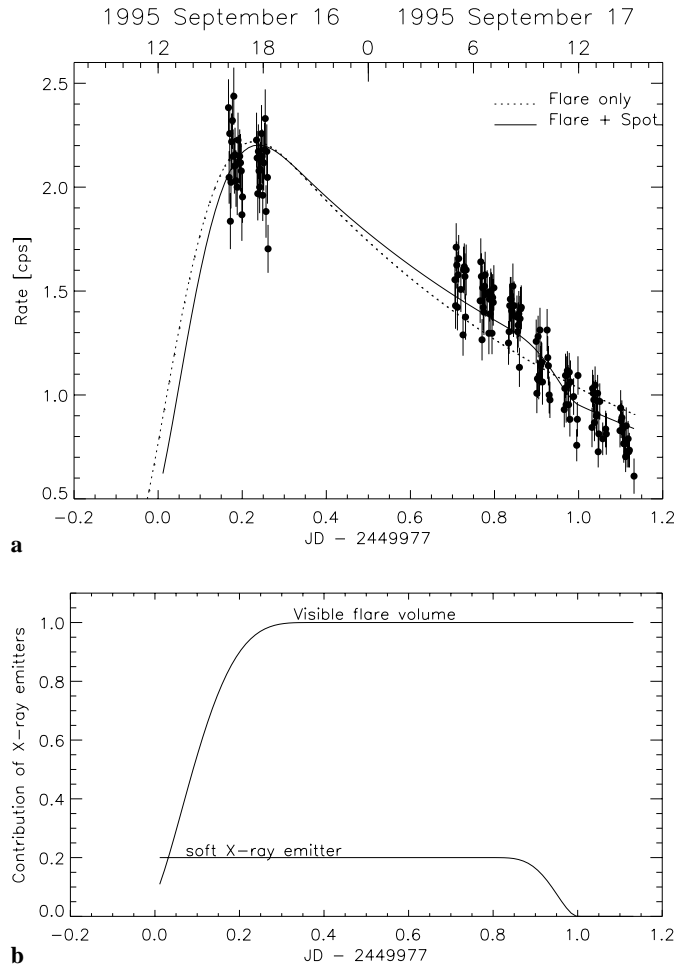 1995 September 16 1995 September 17
12 18 0 6 12
2.5
2.0
1.5
1.0
0.5
Rate [cps]
Flare only
Flare + Spot
−0.2 0.0 0.2 0.4 0.6 0.8 1.0 1.2
JD − 2449977
a
1.0
0.8
0.6
0.4
0.2
0.0
Contribution of X−ray emitters
Visible flare volume
soft X−ray emitter
−0.2 0.0 0.2 0.4 0.6 0.8 1.0 1.2
JD − 2449977
b